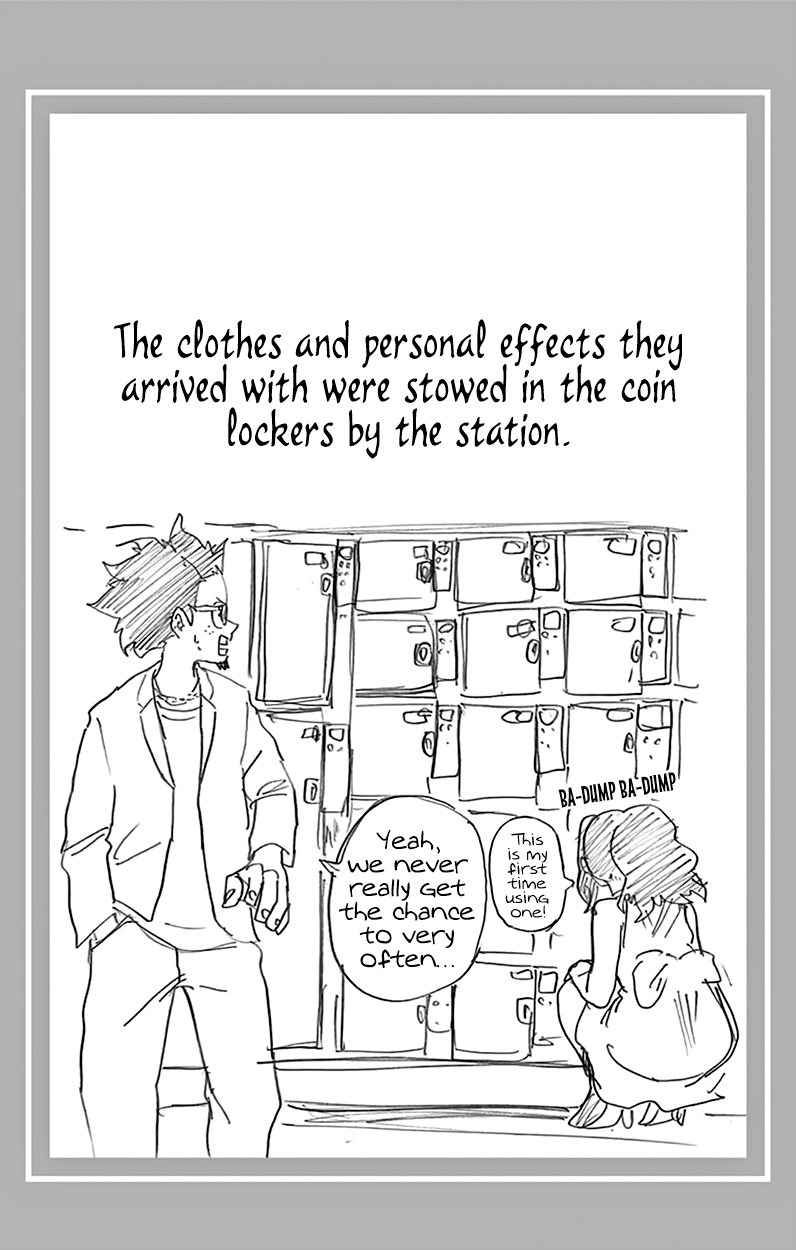 The clothes and personal effects they
arrived with were stowed in the coin
lockers by the station.
BA-DUMP BA-DUMP
This
is my
first
time
using
one!
Yeah,
we never
really get
the chance
to very
often...